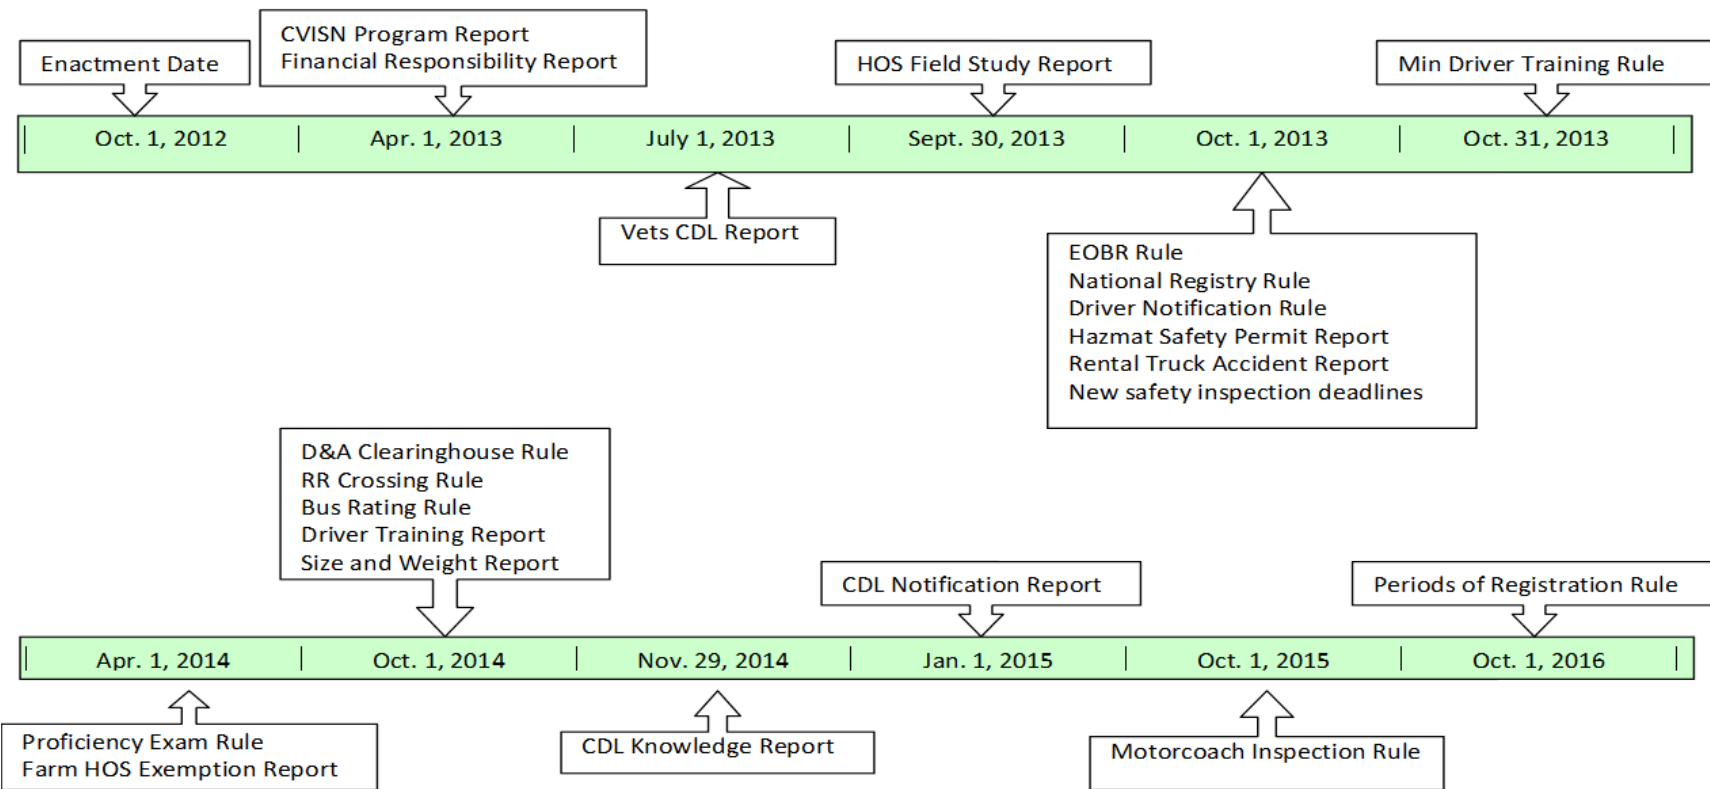 Enactment Date
CVISN Program Report
Financial Responsibility Report
HOS Field Study Report
Min Driver Training Rule
Oct. 1, 2012
Apr. 1, 2013
July 1, 2013
Sept. 30, 2013
Oct. 1, 2013
Oct. 31, 2013
Vets CDL Report
EOBR Rule
National Registry Rule
Driver Notification Rule
Hazmat Safety Permit Report
Rental Truck Accident Report
New safety inspection deadlines
D&A Clearinghouse Rule
RR Crossing Rule
Bus Rating Rule
Driver Training Report
Size and Weight Report
CDL Notification Report
Periods of Registration Rule
Apr. 1, 2014
Oct. 1, 2014
Nov. 29, 2014
Jan. 1, 2015
Oct. 1, 2015
Oct. 1, 2016
Proficiency Exam Rule
Farm HOS Exemption Report
CDL Knowledge Report
Motorcoach Inspection Rule